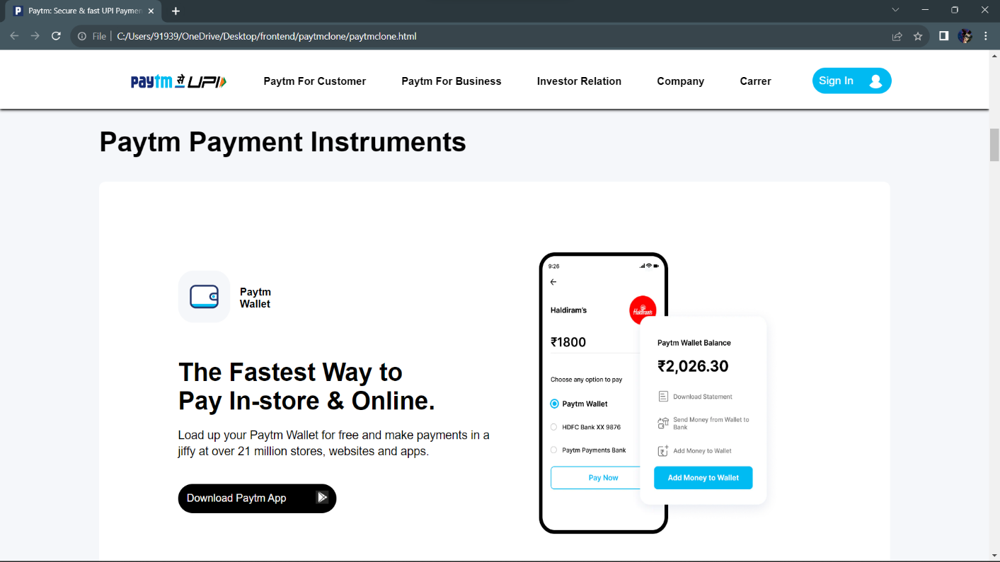 Paytm: Secure & fast UPI Paymen
File | C:/Users/91939/OneDrive/Desktop/frontend/paytmclone/paytmclone.html
paytm से UPI Paytm For Customer Paytm For Business Investor Relation Company Carrer Sign In
Paytm Payment Instruments
Paytm
Wallet
The Fastest Way to
Pay In-store & Online.
Load up your Paytm Wallet for free and make payments in a
jiffy at over 21 million stores, websites and apps.
Download Paytm App
9:26
Haldiram's
Haldiram's
₹1800
Choose any option to pay
Paytm Wallet
HDFC Bank XX 9876
Paytm Payments Bank
Pay Now
Paytm Wallet Balance
₹2,026.30
Download Statement
Send Money from Wallet to
Bank
Add Money to Wallet
Add Money to Wallet